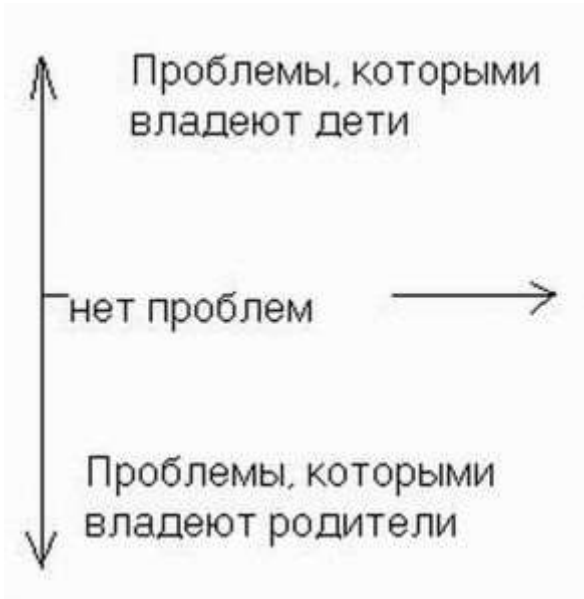 Проблемы, которыми
владеют дети
нет проблем
Проблемы, которыми
владеют родители